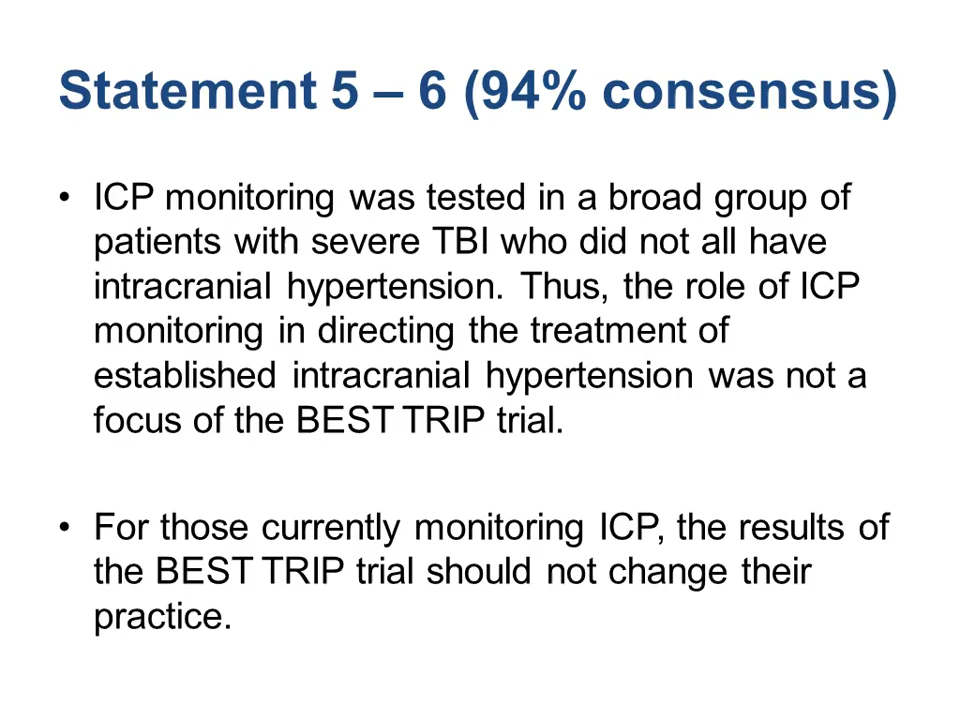 Statement 5 – 6 (94% consensus)
• ICP monitoring was tested in a broad group of
patients with severe TBI who did not all have
intracranial hypertension. Thus, the role of ICP
monitoring in directing the treatment of
established intracranial hypertension was not a
focus of the BEST TRIP trial.
• For those currently monitoring ICP, the results of
the BEST TRIP trial should not change their
practice.